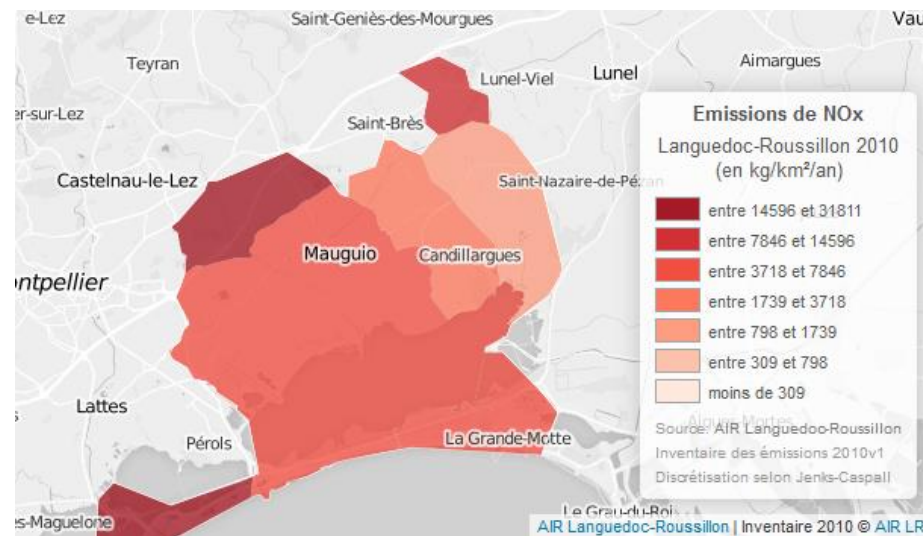 e-Lez
Saint-Geniès-des-Mourgues
Vau
Teyran
Lunel-Viel
Lunel
Aimargues
er-sur-Lez
Saint-Brès
Castelnau-le-Lez
Saint-Nazaire-de-Pézan
Mauguio
Candillargues
ontpellier
Lattes
Pérols
La Grande-Motte
Aigues-Mortes
Le Grau-du-Roi
es-Maguelone
Emissions de NOx
Languedoc-Roussillon 2010
(en kg/km²/an)
entre 14596 et 31811
entre 7846 et 14596
entre 3718 et 7846
entre 1739 et 3718
entre 798 et 1739
entre 309 et 798
moins de 309
Source: AIR Languedoc-Roussillon
Inventaire des émissions 2010v1
Discrétisation selon Jenks-Caspall
AIR Languedoc-Roussillon | Inventaire 2010 © AIR LR